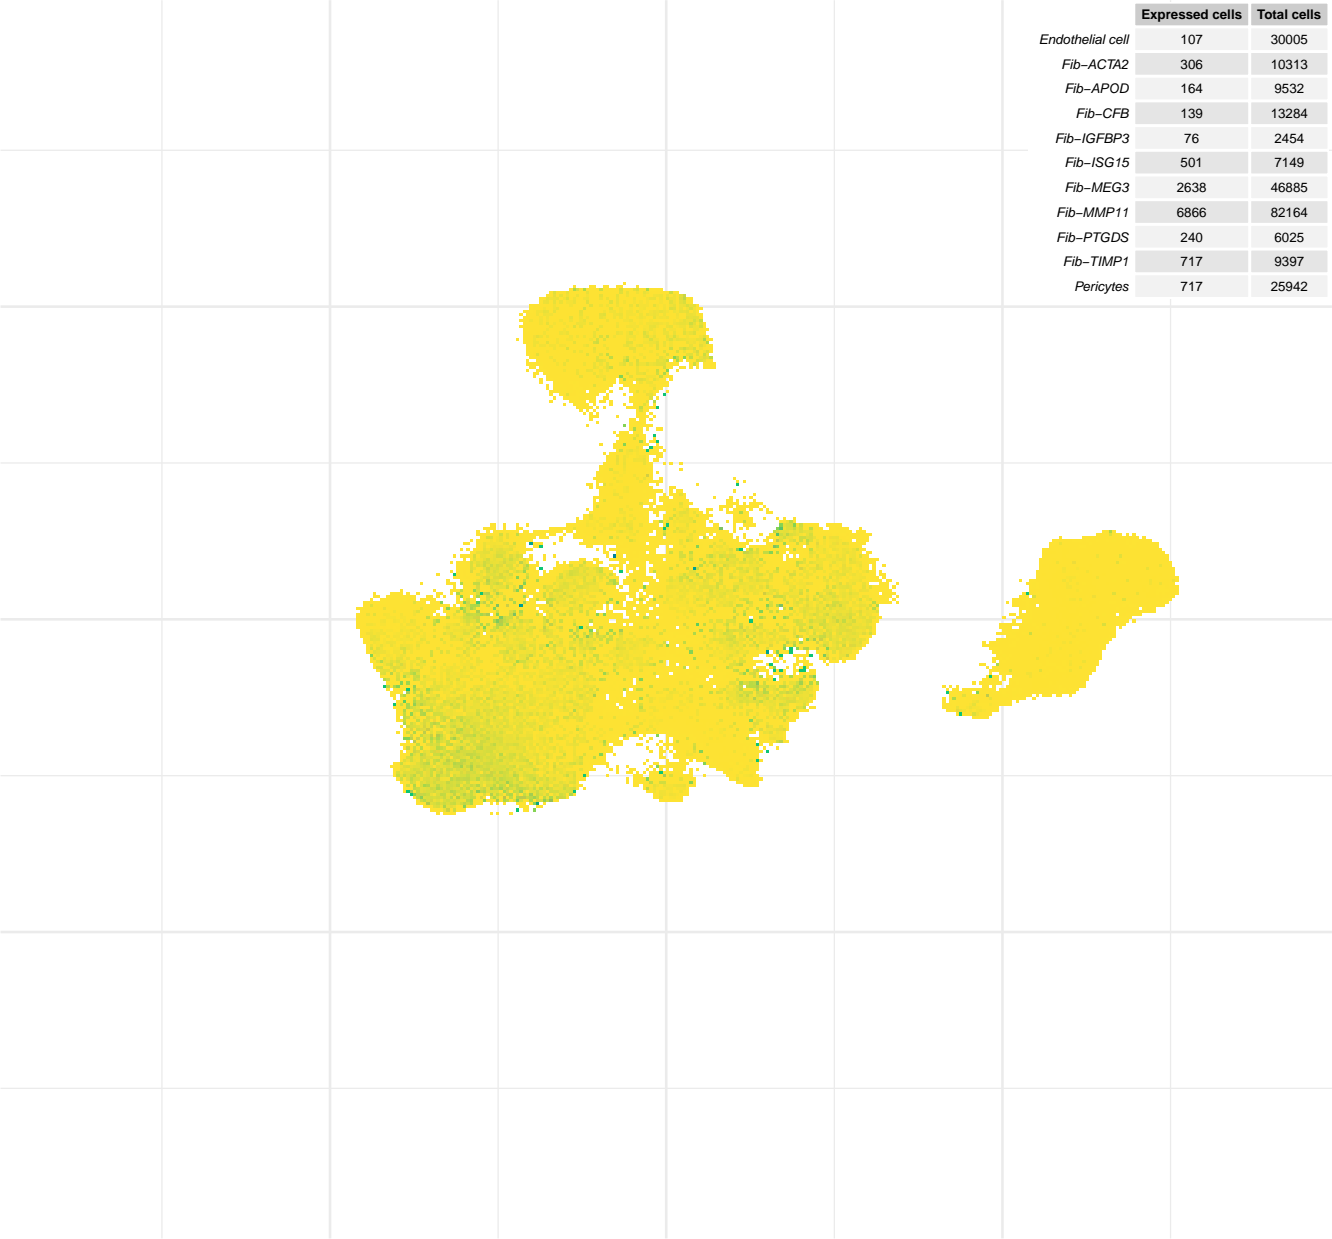 Expressed cells Total cells
Endothelial cell 107 30005
Fib−ACTA2 306 10313
Fib−APOD 164 9532
Fib−CFB 139 13284
Fib−IGFBP3 76 2454
Fib−ISG15 501 7149
Fib−MEG3 2638 46885
Fib−MMP11 6866 82164
Fib−PTGDS 240 6025
Fib−TIMP1 717 9397
Pericytes 717 25942